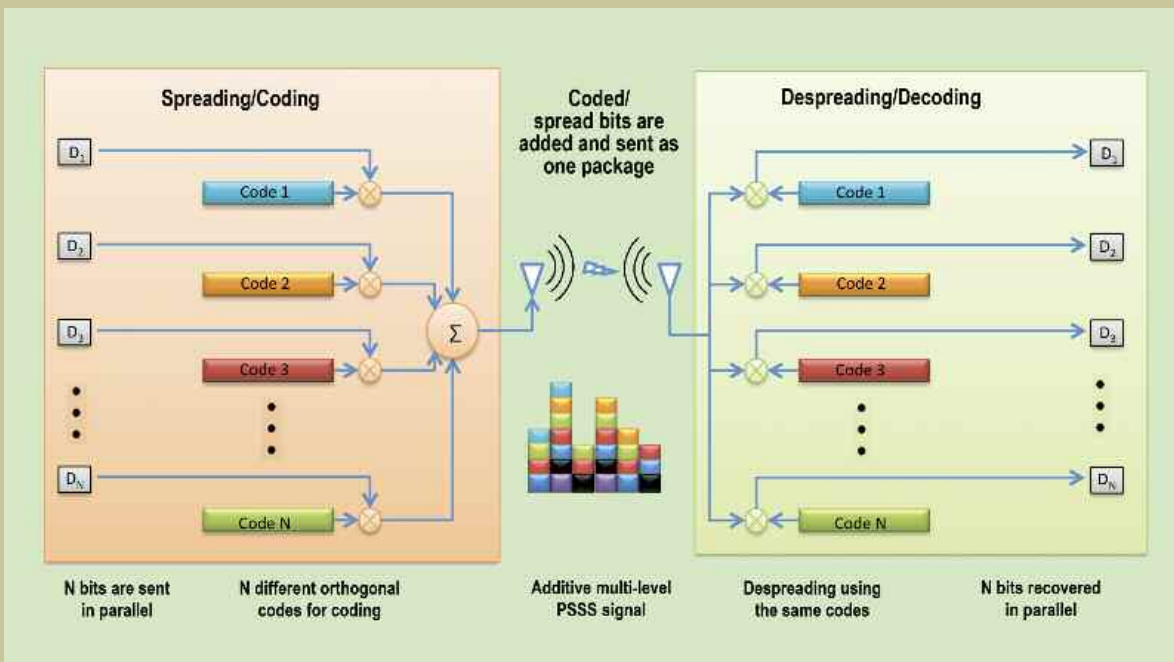 Spreading/Coding
D₁
Code 1
D₂
Code 2
D₃
Code 3
D_N
Code N
Σ
Coded/
spread bits are
added and sent as
one package
Despreading/Decoding
D₁
Code 1
D₂
Code 2
D₃
Code 3
D_N
Code N
N bits are sent
in parallel
N different orthogonal
codes for coding
Additive multi-level
PSSS signal
Despreading using
the same codes
N bits recovered
in parallel